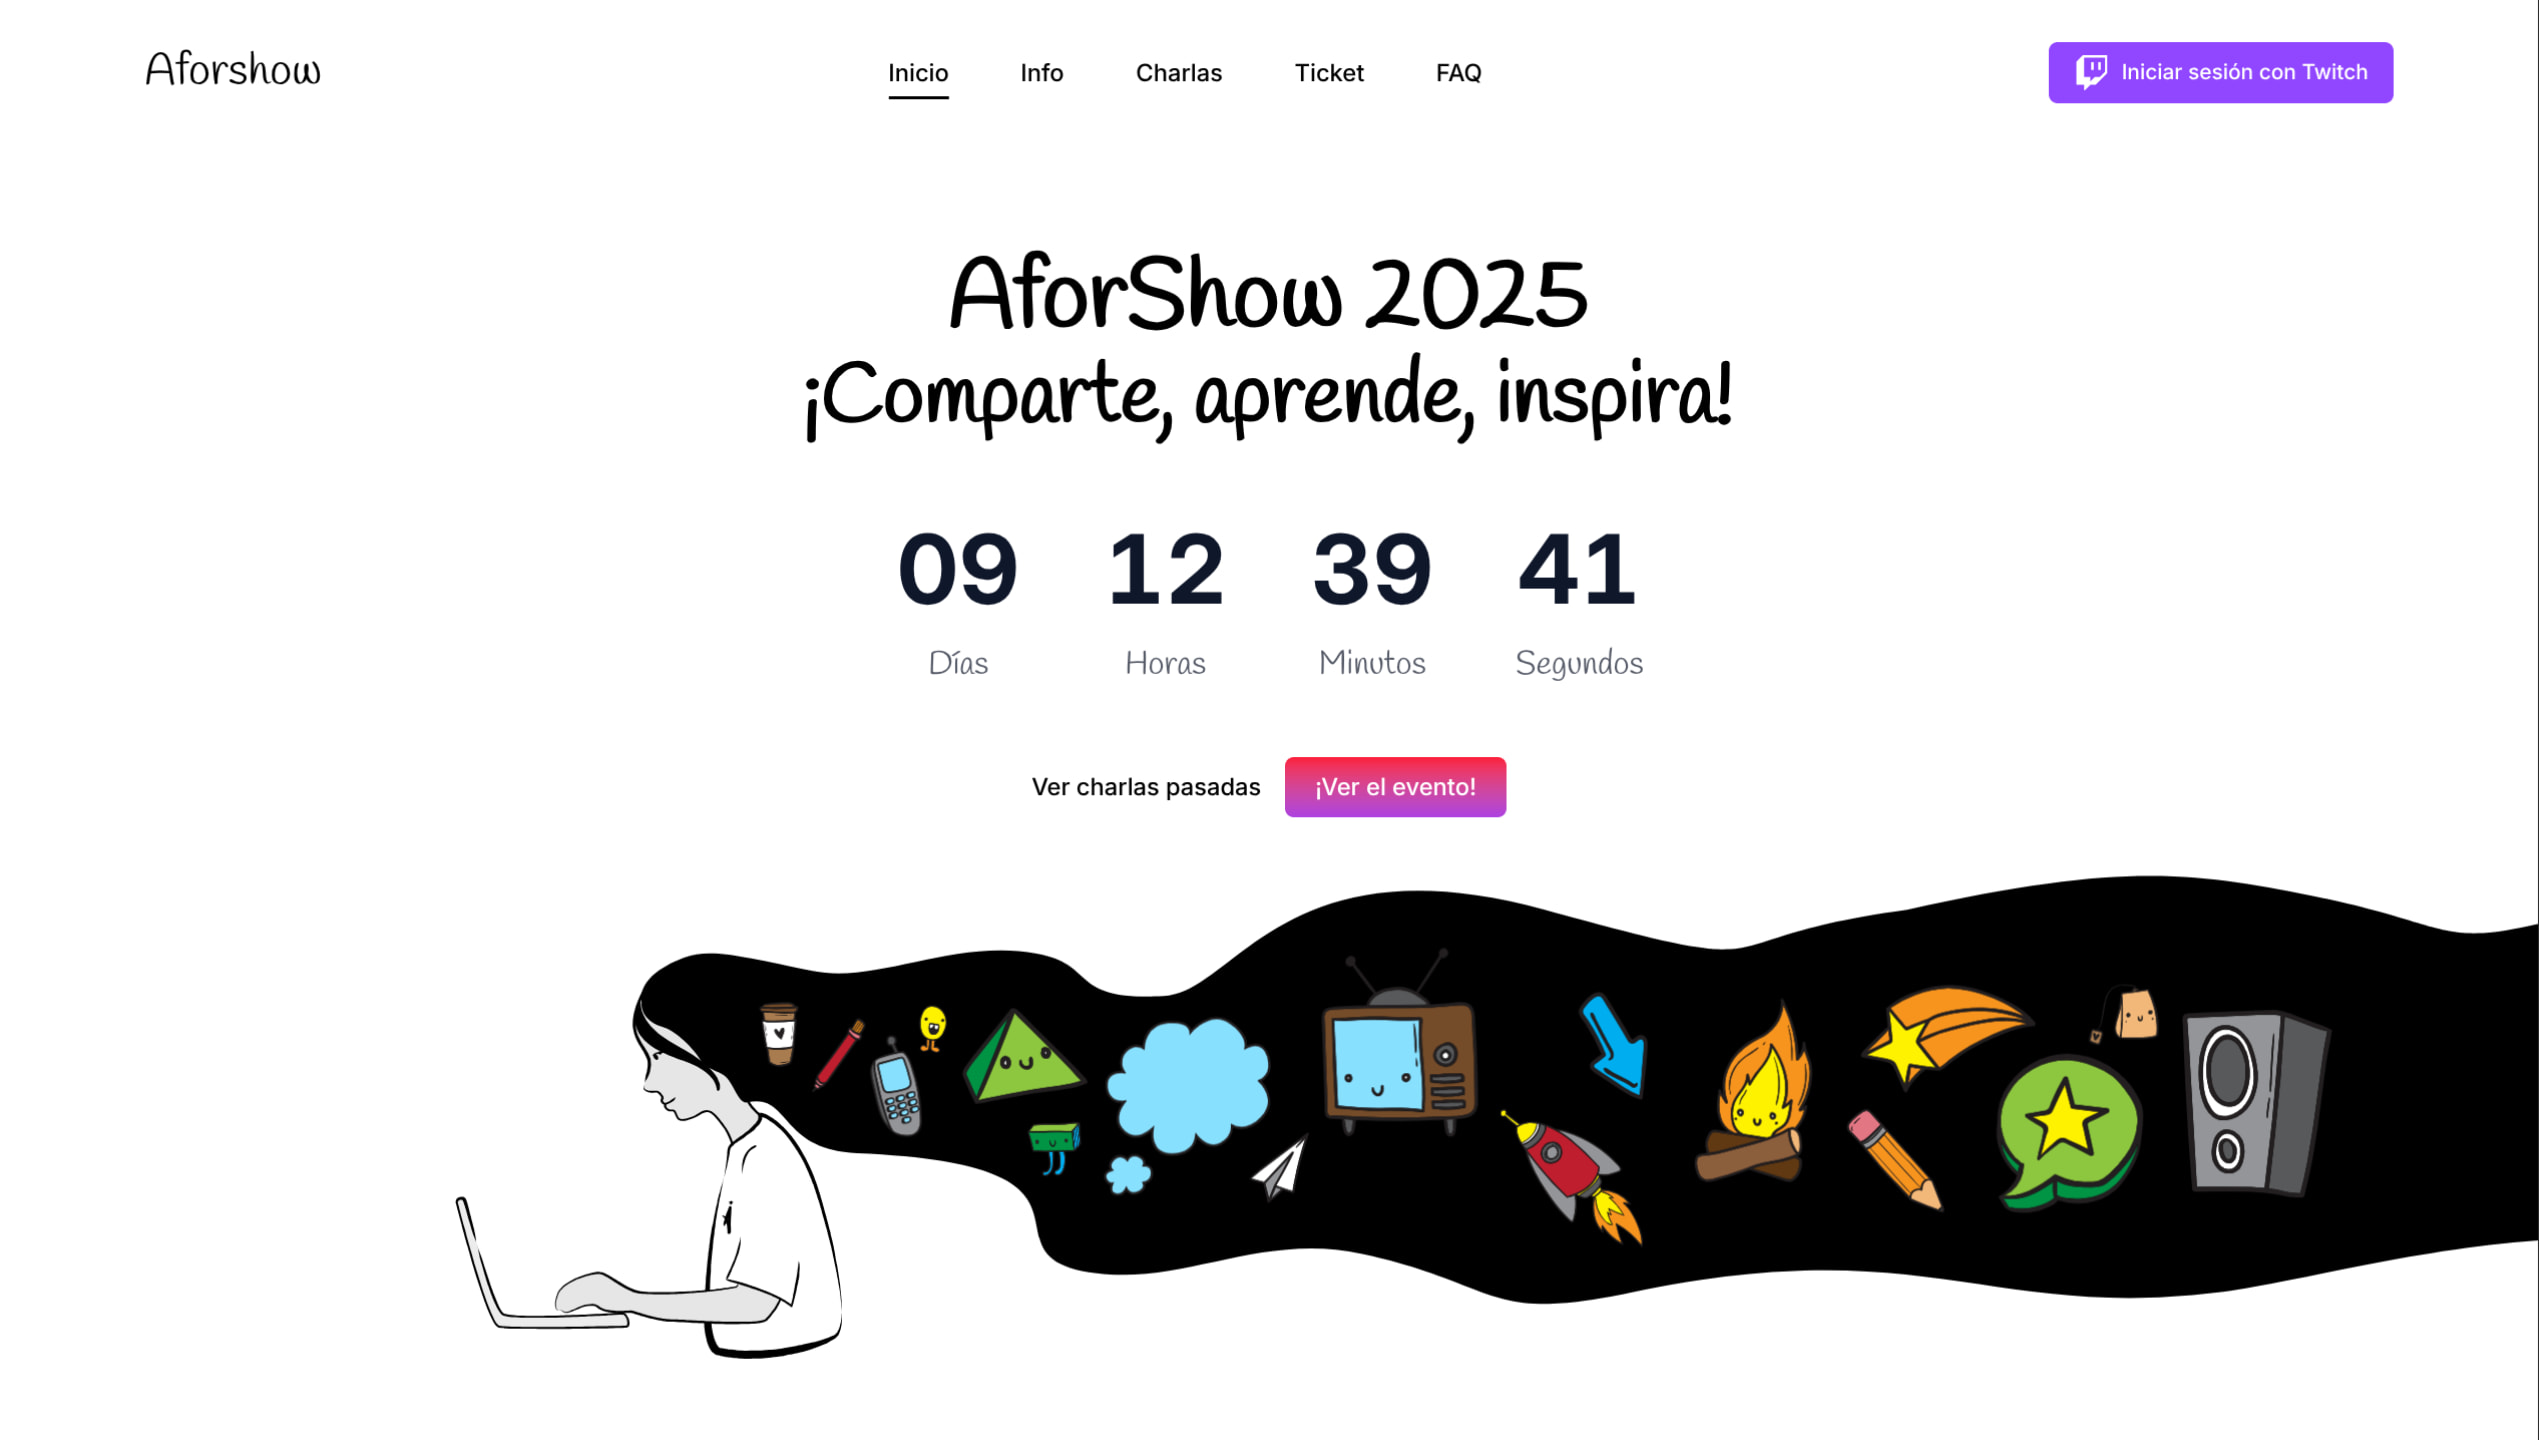 Aforshow
Inicio
Info
Charlas
Ticket
FAQ
Iniciar sesión con Twitch
AforShow 2025
¡Comparte, aprende, inspira!
09 12 39 41
Días Horas Minutos Segundos
Ver charlas pasadas
¡Ver el evento!